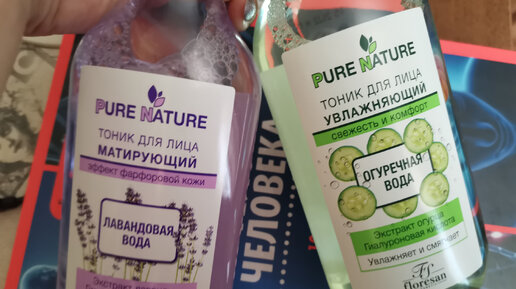 PURE NATURE
ТОНИК ДЛЯ ЛИЦА
МАТИРУЮЩИЙ
эффект фарфоровой кожи
ЛАВАНДОВАЯ
ВОДА
Экстракт
ЧЕЛОВЕКА
PURE NATURE
ТОНИК ДЛЯ ЛИЦА
УВЛАЖНЯЮЩИЙ
свежесть и комфорт
ОГУРЕЧНАЯ
ВОДА
Экстракт огурца
Гиалуроновая кислота
Увлажняет и смягчает
floresan